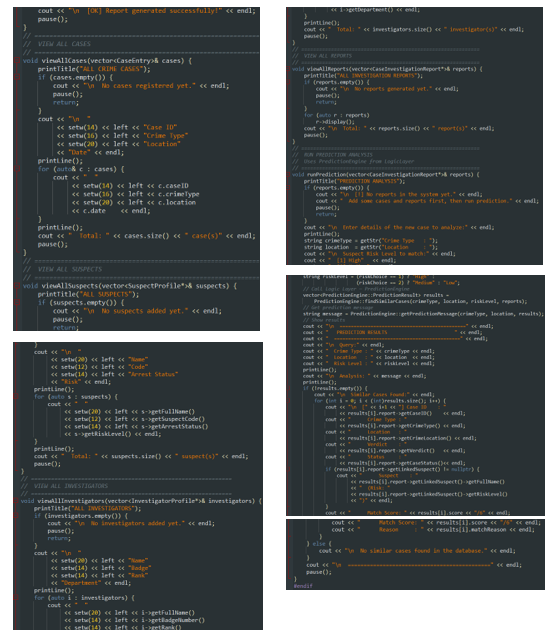 cout << "\n  [OK] Report generated successfully!" << endl;
pause();
}
// VIEW ALL CASES
void viewAllCases(vector<CaseEntry>& cases) {
printTitle("ALL CRIME CASES");
if (cases.empty()) {
cout << "\n  No cases registered yet." << endl;
pause();
return;
}
cout << "\n  "
<< setw(14) << left << "Case ID"
<< setw(16) << left << "Crime Type"
<< setw(20) << left << "Location"
<< "Date" << endl;
printLine();
for (auto& c : cases) {
cout << "  "
<< setw(14) << left << c.caseID
<< setw(16) << left << c.crimeType
<< setw(20) << left << c.location
<< c.date    << endl;
}
printLine();
cout << "  Total: " << cases.size() << " case(s)" << endl;
pause();
}
// VIEW ALL SUSPECTS
void viewAllSuspects(vector<SuspectProfile*>& suspects) {
printTitle("ALL SUSPECTS");
if (suspects.empty()) {
cout << "\n  No suspects added yet." << endl;
pause();
return;
}
cout << "\n  "
<< setw(20) << left << "Name"
<< setw(12) << left << "Code"
<< setw(14) << left << "Arrest Status"
<< "Risk" << endl;
printLine();
for (auto s : suspects) {
cout << "  "
<< setw(20) << left << s->getFullName()
<< setw(12) << left << s->getSuspectCode()
<< setw(14) << left << s->getArrestStatus()
<< s->getRiskLevel() << endl;
}
printLine();
cout << "  Total: " << suspects.size() << " suspect(s)" << endl;
pause();
}
// VIEW ALL INVESTIGATORS
void viewAllInvestigators(vector<InvestigatorProfile*>& investigators) {
printTitle("ALL INVESTIGATORS");
if (investigators.empty()) {
cout << "\n  No investigators added yet." << endl;
pause();
return;
}
cout << "\n  "
<< setw(20) << left << "Name"
<< setw(14) << left << "Badge"
<< setw(14) << left << "Rank"
<< "Department" << endl;
printLine();
for (auto i : investigators) {
cout << "  "
<< setw(20) << left << i->getFullName()
<< setw(14) << left << i->getBadgeNumber()
<< setw(14) << left << i->getRank()
<< i->getDepartment() << endl;
}
printLine();
cout << "  Total: " << investigators.size() << " investigator(s)" << endl;
pause();
}
// VIEW ALL REPORTS
void viewAllReports(vector<CaseInvestigationReport*>& reports) {
printTitle("ALL INVESTIGATION REPORTS");
if (reports.empty()) {
cout << "\n  No reports generated yet." << endl;
pause();
return;
}
for (auto r : reports)
r->display();
cout << "\n  Total: " << reports.size() << " report(s)" << endl;
pause();
}
// RUN PREDICTION ANALYSIS
// Uses PredictionEngine from LogicLayer
void runPrediction(vector<CaseInvestigationReport*>& reports) {
printTitle("PREDICTION ANALYSIS");
if (reports.empty()) {
cout << "\n  [!] No reports in the system yet." << endl;
cout << "  Add some cases and reports first, then run prediction." << endl;
pause();
return;
}
cout << "\n  Enter details of the new case to analyze:" << endl;
printLine();
string crimeType = getStr("Crime Type   : ");
string location  = getStr("Location     : ");
cout << "\n  Suspect Risk Level to match:" << endl;
cout << "  [1] High"   << endl;
string riskLevel = (riskChoice == 1) ? "High" :
(riskChoice == 2) ? "Medium" : "Low";
// Call Logic Layer - PredictionEngine
vector<PredictionEngine::PredictionResult> results =
PredictionEngine::findSimilarCases(crimeType, location, riskLevel, reports);
// Get prediction message
string message = PredictionEngine::getPredictionMessage(crimeType, location, results);
// Show results
cout << "\n  ========================================" << endl;
cout << "    PREDICTION RESULTS                    " << endl;
cout << "  ========================================" << endl;
cout << "\n  Query:" << endl;
cout << "  Crime Type : " << crimeType << endl;
cout << "  Location   : " << location << endl;
cout << "  Risk Level : " << riskLevel << endl;
printLine();
cout << "\n  Analysis: " << message << endl;
printLine();
if (!results.empty()) {
cout << "\n  Similar Cases Found:" << endl;
for (int i = 0; i < (int)results.size(); i++) {
cout << "\n  [" << i+1 << "] Case ID    : "
<< results[i].report->getCaseID()    << endl;
cout << "      Crime Type : "
<< results[i].report->getCrimeType() << endl;
cout << "      Location   : "
<< results[i].report->getCrimeLocation() << endl;
cout << "      Verdict    : "
<< results[i].report->getVerdict() << endl;
cout << "      Status     : "
<< results[i].report->getCaseStatus()<< endl;
if (results[i].report->getLinkedSuspect() != nullptr) {
cout << "      Suspect    : "
<< results[i].report->getLinkedSuspect()->getFullName()
<< " (Risk: "
<< results[i].report->getLinkedSuspect()->getRiskLevel()
<< ")" << endl;
}
cout << "      Match Score: " << results[i].score << "/6" << endl;
cout << "      Match Score: " << results[i].score << "/6" << endl;
cout << "      Reason     : " << results[i].matchReason << endl;
}
} else {
cout << "\n  No similar cases found in the database." << endl;
}
cout << "\n  ========================================" << endl;
pause();
}
#endif